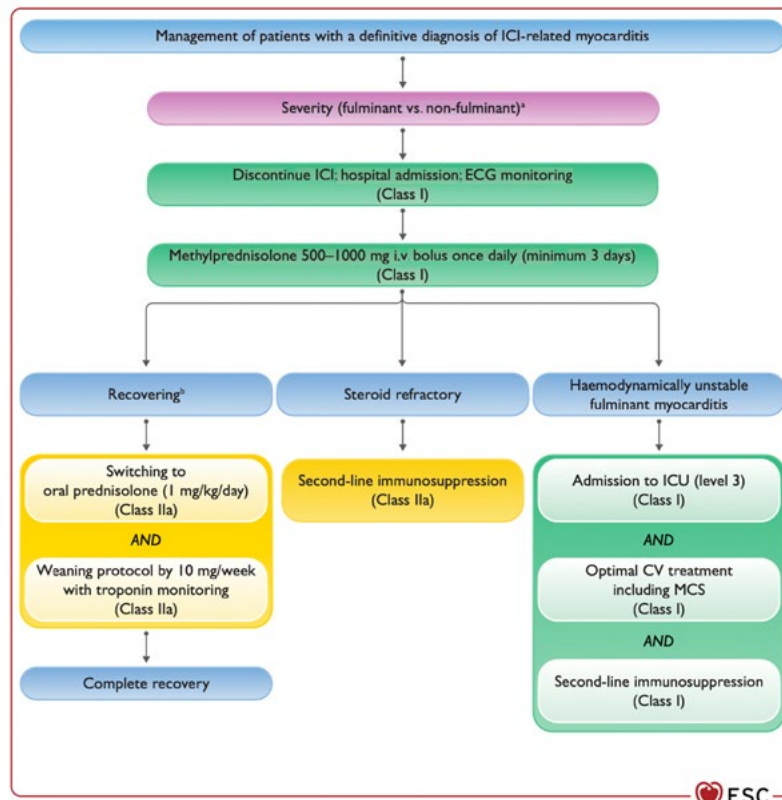 Management of patients with a definitive diagnosis of ICI-related myocarditis
Severity (fulminant vs. non-fulminant)ᵃ
Discontinue ICI; hospital admission; ECG monitoring
(Class I)
Methylprednisolone 500–1000 mg i.v bolus once daily (minimum 3 days)
(Class I)
Recoveringᵇ
Switching to
oral prednisolone (1 mg/kg/day)
(Class IIa)
AND
Weaning protocol by 10 mg/week
with troponin monitoring
(Class IIa)
Complete recovery
Steroid refractory
Second-line immunosuppression
(Class IIa)
Haemodynamically unstable
fulminant myocarditis
Admission to ICU (level 3)
(Class I)
AND
Optimal CV treatment
including MCS
(Class I)
AND
Second-line immunosuppression
(Class I)
ESC